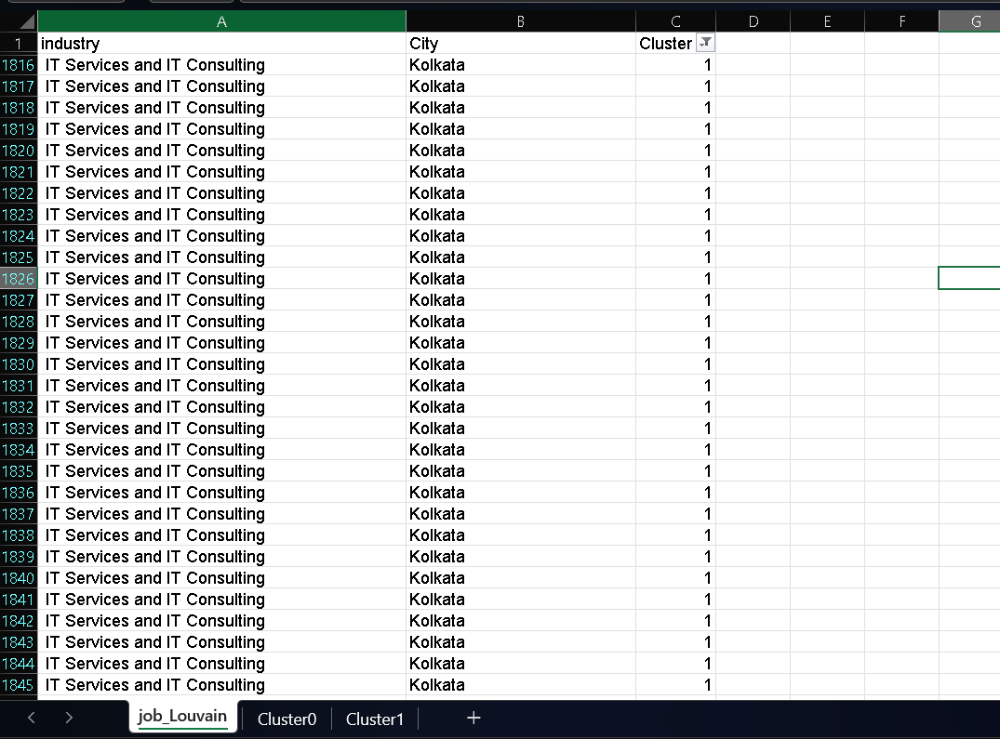 A B C D E F G
1 industry City Cluster
1816 IT Services and IT Consulting Kolkata 1
1817 IT Services and IT Consulting Kolkata 1
1818 IT Services and IT Consulting Kolkata 1
1819 IT Services and IT Consulting Kolkata 1
1820 IT Services and IT Consulting Kolkata 1
1821 IT Services and IT Consulting Kolkata 1
1822 IT Services and IT Consulting Kolkata 1
1823 IT Services and IT Consulting Kolkata 1
1824 IT Services and IT Consulting Kolkata 1
1825 IT Services and IT Consulting Kolkata 1
1826 IT Services and IT Consulting Kolkata 1
1827 IT Services and IT Consulting Kolkata 1
1828 IT Services and IT Consulting Kolkata 1
1829 IT Services and IT Consulting Kolkata 1
1830 IT Services and IT Consulting Kolkata 1
1831 IT Services and IT Consulting Kolkata 1
1832 IT Services and IT Consulting Kolkata 1
1833 IT Services and IT Consulting Kolkata 1
1834 IT Services and IT Consulting Kolkata 1
1835 IT Services and IT Consulting Kolkata 1
1836 IT Services and IT Consulting Kolkata 1
1837 IT Services and IT Consulting Kolkata 1
1838 IT Services and IT Consulting Kolkata 1
1839 IT Services and IT Consulting Kolkata 1
1840 IT Services and IT Consulting Kolkata 1
1841 IT Services and IT Consulting Kolkata 1
1842 IT Services and IT Consulting Kolkata 1
1843 IT Services and IT Consulting Kolkata 1
1844 IT Services and IT Consulting Kolkata 1
1845 IT Services and IT Consulting Kolkata 1
job_Louvain Cluster0 Cluster1 +